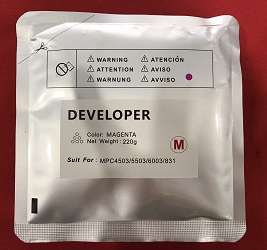 ⚠ WARNING ⚠ ATENCIÓN
⚠ ATTENTION ⚠ AVISO
⚠ WARNUNG ⚠ AVVISO
DEVELOPER
Color: MAGENTA
Net Weight: 220g
M
Suit For: MPC4503/5503/6003/831